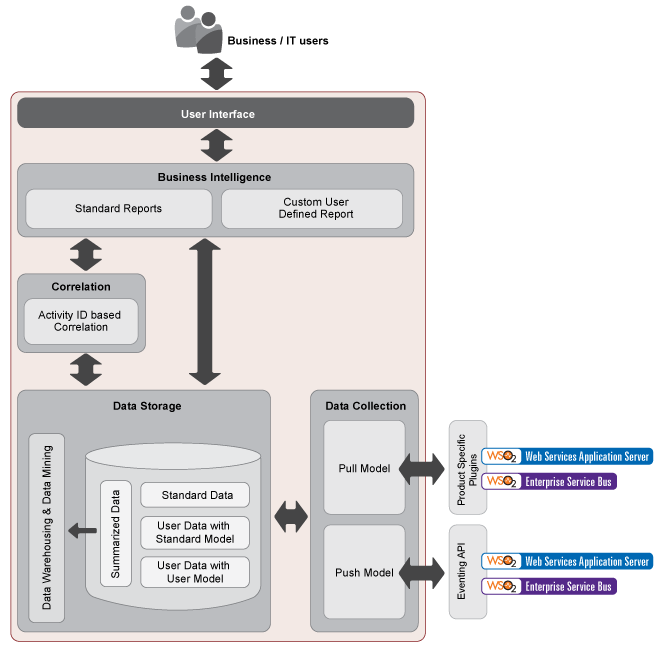 Business / IT users
User Interface
Business Intelligence
Standard Reports
Custom User
Defined Report
Correlation
Activity ID based
Correlation
Data Storage
Data Warehousing & Data Mining
Summarized Data
Standard Data
User Data with
Standard Model
User Data with
User Model
Data Collection
Pull Model
Push Model
Product Specific
Plugins
WSO2 Web Services Application Server
WSO2 Enterprise Service Bus
Eventing API
WSO2 Web Services Application Server
WSO2 Enterprise Service Bus